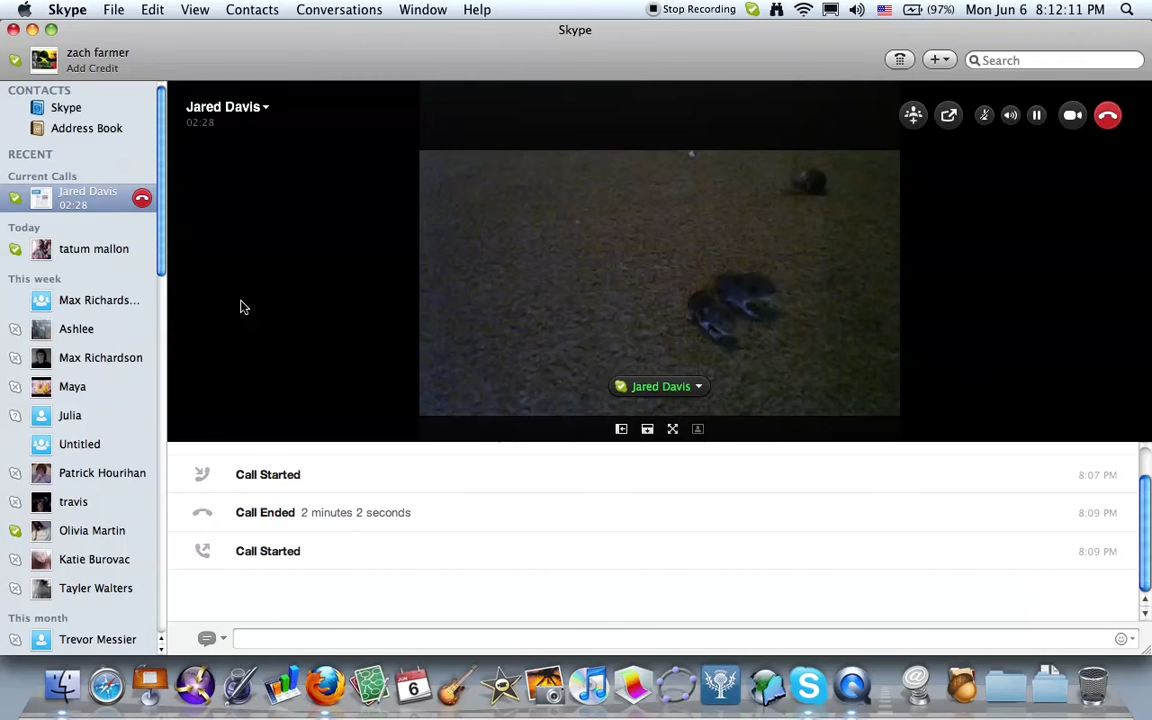 Skype File Edit View Contacts Conversations Window Help Stop Recording (97%) Mon Jun 6 8:12:11 PM
Skype
zach farmer
Add Credit
Search
CONTACTS
Skype
Address Book
RECENT
Current Calls
Jared Davis
02:28
Today
tatum mallon
This week
Max Richards...
Ashlee
Max Richardson
Maya
Julia
Untitled
Patrick Hourihan
travis
Olivia Martin
Katie Burovac
Tayler Walters
This month
Trevor Messier
Jared Davis
02:28
Jared Davis
Call Started 8:07 PM
Call Ended 2 minutes 2 seconds 8:09 PM
Call Started 8:09 PM
6